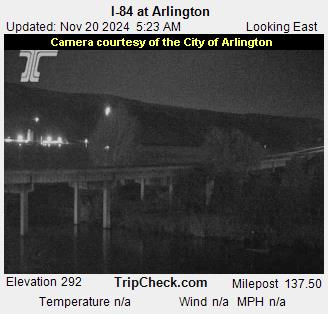 I-84 at Arlington
Updated: Nov 20 2024 5:23 AM Looking East
Camera courtesy of the City of Arlington
Elevation 292 TripCheck.com Milepost 137.50
Temperature n/a Wind n/a MPH n/a